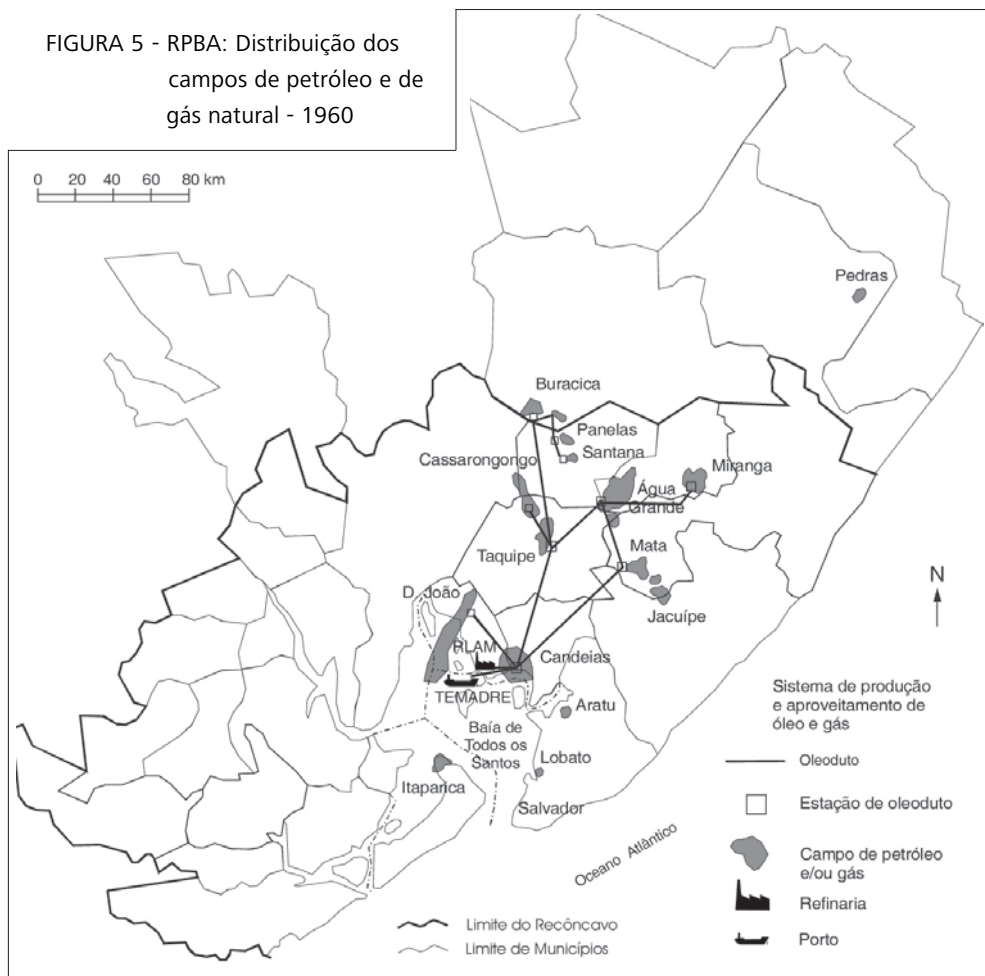 FIGURA 5 - RPBA: Distribuição dos
campos de petróleo e de
gás natural - 1960
0 20 40 60 80 km
Pedras
Buracica
Panelas
Santana
Cassarongongo
Miranga
Água
Grande
Taquipe
Mata
Jacuípe
D. João
N
RLAM
Candeias
TEMADRE
Aratu
Baía de
Todos os
Santos
Lobato
Itaparica
Salvador
Oceano Atlântico
Sistema de produção
e aproveitamento de
óleo e gás
Oleoduto
Estação de oleoduto
Campo de petróleo
e/ou gás
Refinaria
Porto
Limite do Recôncavo
Limite de Municípios